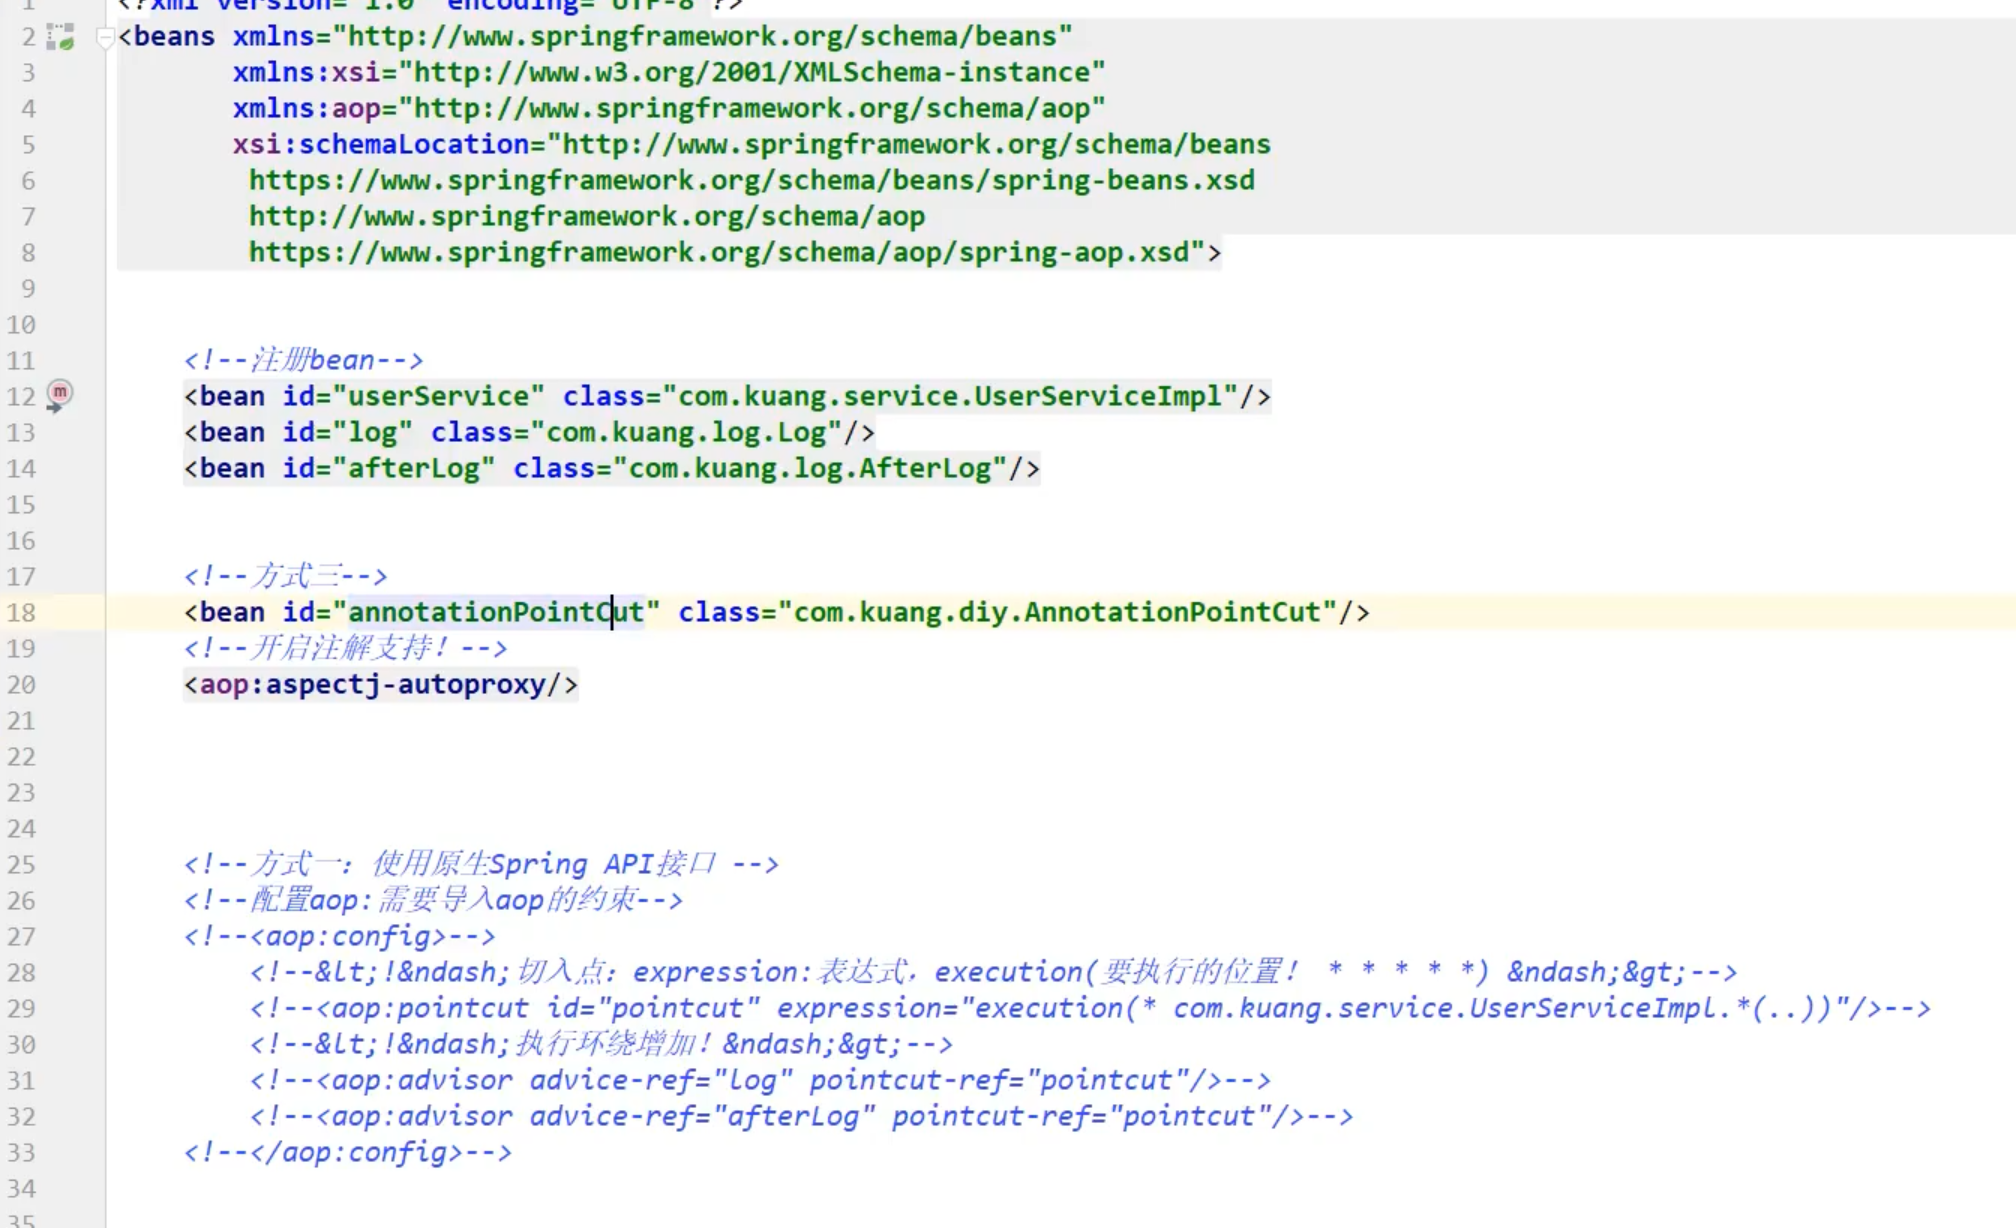 1 <?xml version="1.0" encoding="UTF-8"?>
2 <beans xmlns="http://www.springframework.org/schema/beans"
3 xmlns:xsi="http://www.w3.org/2001/XMLSchema-instance"
4 xmlns:aop="http://www.springframework.org/schema/aop"
5 xsi:schemaLocation="http://www.springframework.org/schema/beans
6 https://www.springframework.org/schema/beans/spring-beans.xsd
7 http://www.springframework.org/schema/aop
8 https://www.springframework.org/schema/aop/spring-aop.xsd">
9
10
11 <!--注册bean-->
12 <bean id="userService" class="com.kuang.service.UserServiceImpl"/>
13 <bean id="log" class="com.kuang.log.Log"/>
14 <bean id="afterLog" class="com.kuang.log.AfterLog"/>
15
16
17 <!--方式三-->
18 <bean id="annotationPointCut" class="com.kuang.diy.AnnotationPointCut"/>
19 <!--开启注解支持! -->
20 <aop:aspectj-autoproxy/>
21
22
23
24
25 <!--方式一：使用原生Spring API接口 -->
26 <!--配置aop:需要导入aop的约束-->
27 <!--<aop:config>-->
28 <!--&lt;!&ndash;切入点：expression:表达式，execution(要执行的位置! * * * * *) &ndash;&gt;-->
29 <!--<aop:pointcut id="pointcut" expression="execution(* com.kuang.service.UserServiceImpl.*(..))"/>-->
30 <!--&lt;!&ndash;执行环绕增加! &ndash;&gt;-->
31 <!--<aop:advisor advice-ref="log" pointcut-ref="pointcut"/>-->
32 <!--<aop:advisor advice-ref="afterLog" pointcut-ref="pointcut"/>-->
33 <!--</aop:config>-->
34
35